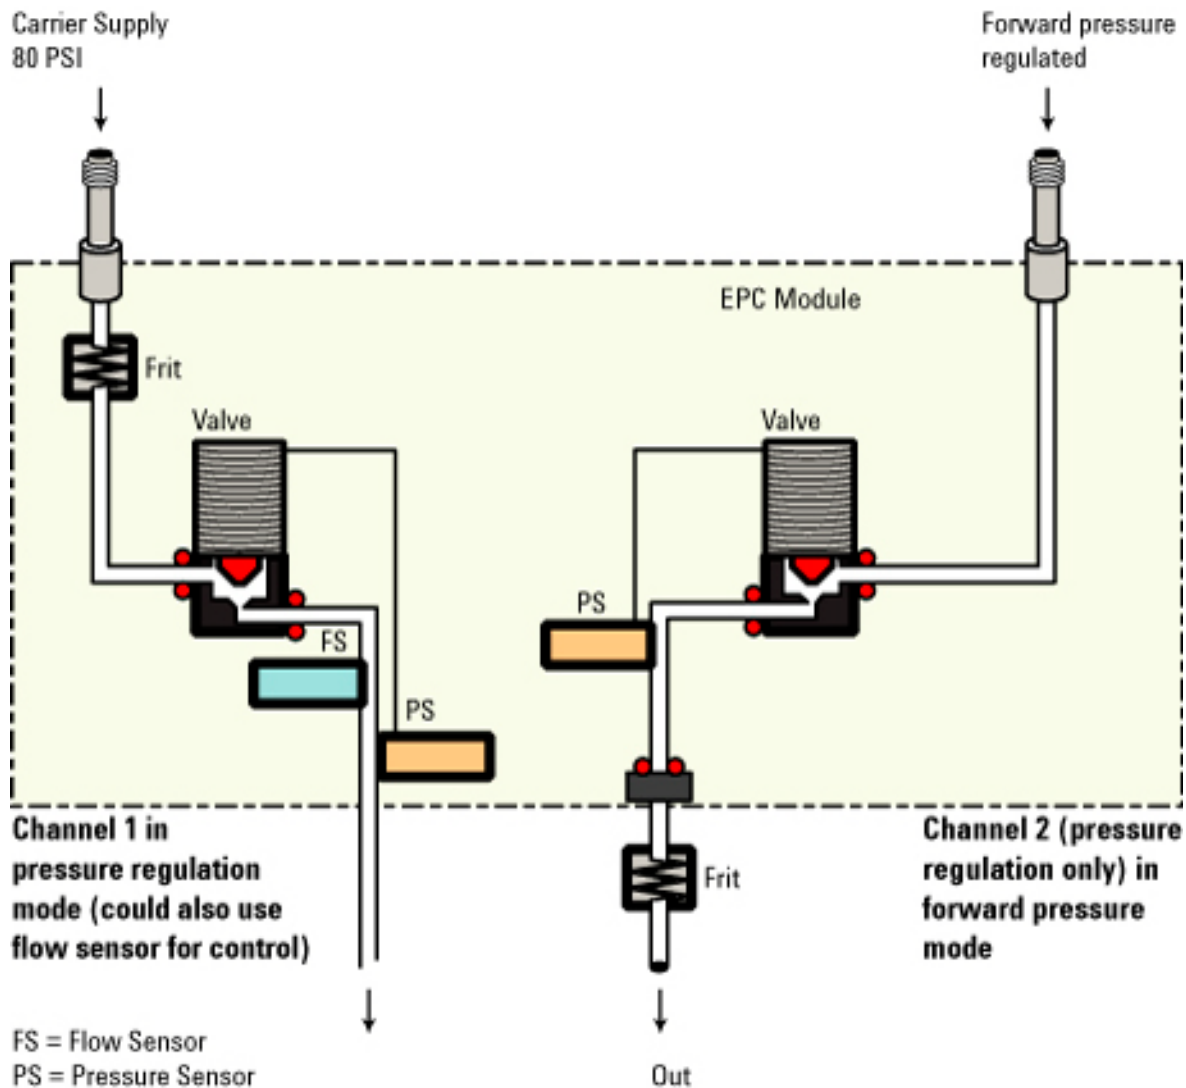 Carrier Supply
80 PSI
Forward pressure
regulated
EPC Module
Frit
Valve
Valve
PS
FS
PS
Channel 1 in
pressure regulation
mode (could also use
flow sensor for control)
Channel 2 (pressure
regulation only) in
forward pressure
mode
Frit
FS = Flow Sensor
PS = Pressure Sensor
Out